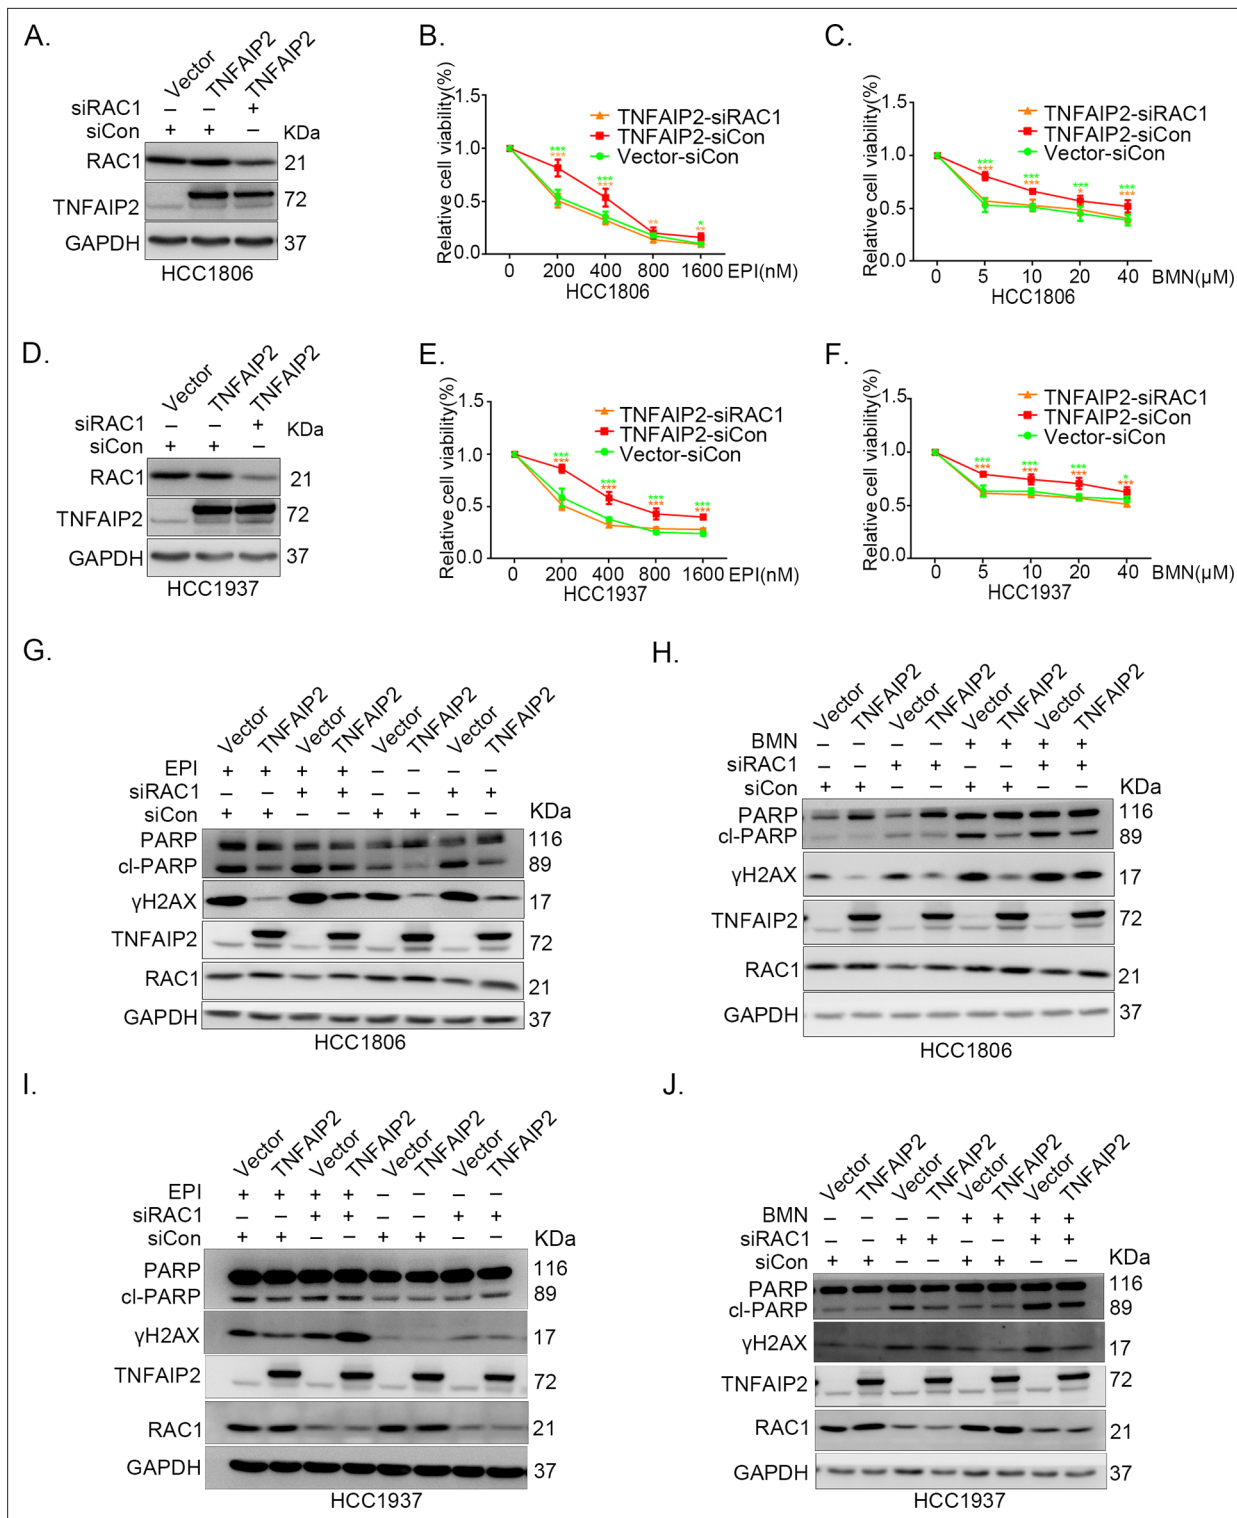 A.
Vector
TNFAIP2
TNFAIP2
siRAC1 – – +
siCon + + – KDa
RAC1 21
TNFAIP2 72
GAPDH 37
HCC1806
B.
Relative cell viability(%)
1.5
1.0
0.5
0.0
TNFAIP2-siRAC1
TNFAIP2-siCon
Vector-siCon
***
***
***
***
**
*
**
0 200 400 800 1600 EPI(nM)
HCC1806
C.
Relative cell viability(%)
1.5
1.0
0.5
0.0
TNFAIP2-siRAC1
TNFAIP2-siCon
Vector-siCon
*** *** *** ***
*** *** * ***
0 5 10 20 40 BMN(μM)
HCC1806
D.
Vector
TNFAIP2
TNFAIP2
siRAC1 – – +
siCon + + – KDa
RAC1 21
TNFAIP2 72
GAPDH 37
HCC1937
E.
Relative cell viability(%)
1.5
1.0
0.5
0.0
TNFAIP2-siRAC1
TNFAIP2-siCon
Vector-siCon
*** *** *** ***
*** *** *** ***
0 200 400 800 1600 EPI(nM)
HCC1937
F.
Relative cell viability(%)
1.5
1.0
0.5
0.0
TNFAIP2-siRAC1
TNFAIP2-siCon
Vector-siCon
*** *** *** *
*** *** *** ***
0 5 10 20 40 BMN(μM)
HCC1937
G.
Vector TNFAIP2 Vector TNFAIP2 Vector TNFAIP2 Vector TNFAIP2
EPI + + + + – – – –
siRAC1 – – + + – – + +
siCon + + – – + + – – KDa
PARP 116
cl-PARP 89
γH2AX 17
TNFAIP2 72
RAC1 21
GAPDH 37
HCC1806
H.
Vector TNFAIP2 Vector TNFAIP2 Vector TNFAIP2 Vector TNFAIP2
BMN – – – – + + + +
siRAC1 – – + + – – + +
siCon + + – – + + – – KDa
PARP 116
cl-PARP 89
γH2AX 17
TNFAIP2 72
RAC1 21
GAPDH 37
HCC1806
I.
Vector TNFAIP2 Vector TNFAIP2 Vector TNFAIP2 Vector TNFAIP2
EPI + + + + – – – –
siRAC1 – – + + – – + +
siCon + + – – + + – – KDa
PARP 116
cl-PARP 89
γH2AX 17
TNFAIP2 72
RAC1 21
GAPDH 37
HCC1937
J.
Vector TNFAIP2 Vector TNFAIP2 Vector TNFAIP2 Vector TNFAIP2
BMN – – – – + + + +
siRAC1 – – + + – – + +
siCon + + – – + + – – KDa
PARP 116
cl-PARP 89
γH2AX 17
TNFAIP2 72
RAC1 21
GAPDH 37
HCC1937